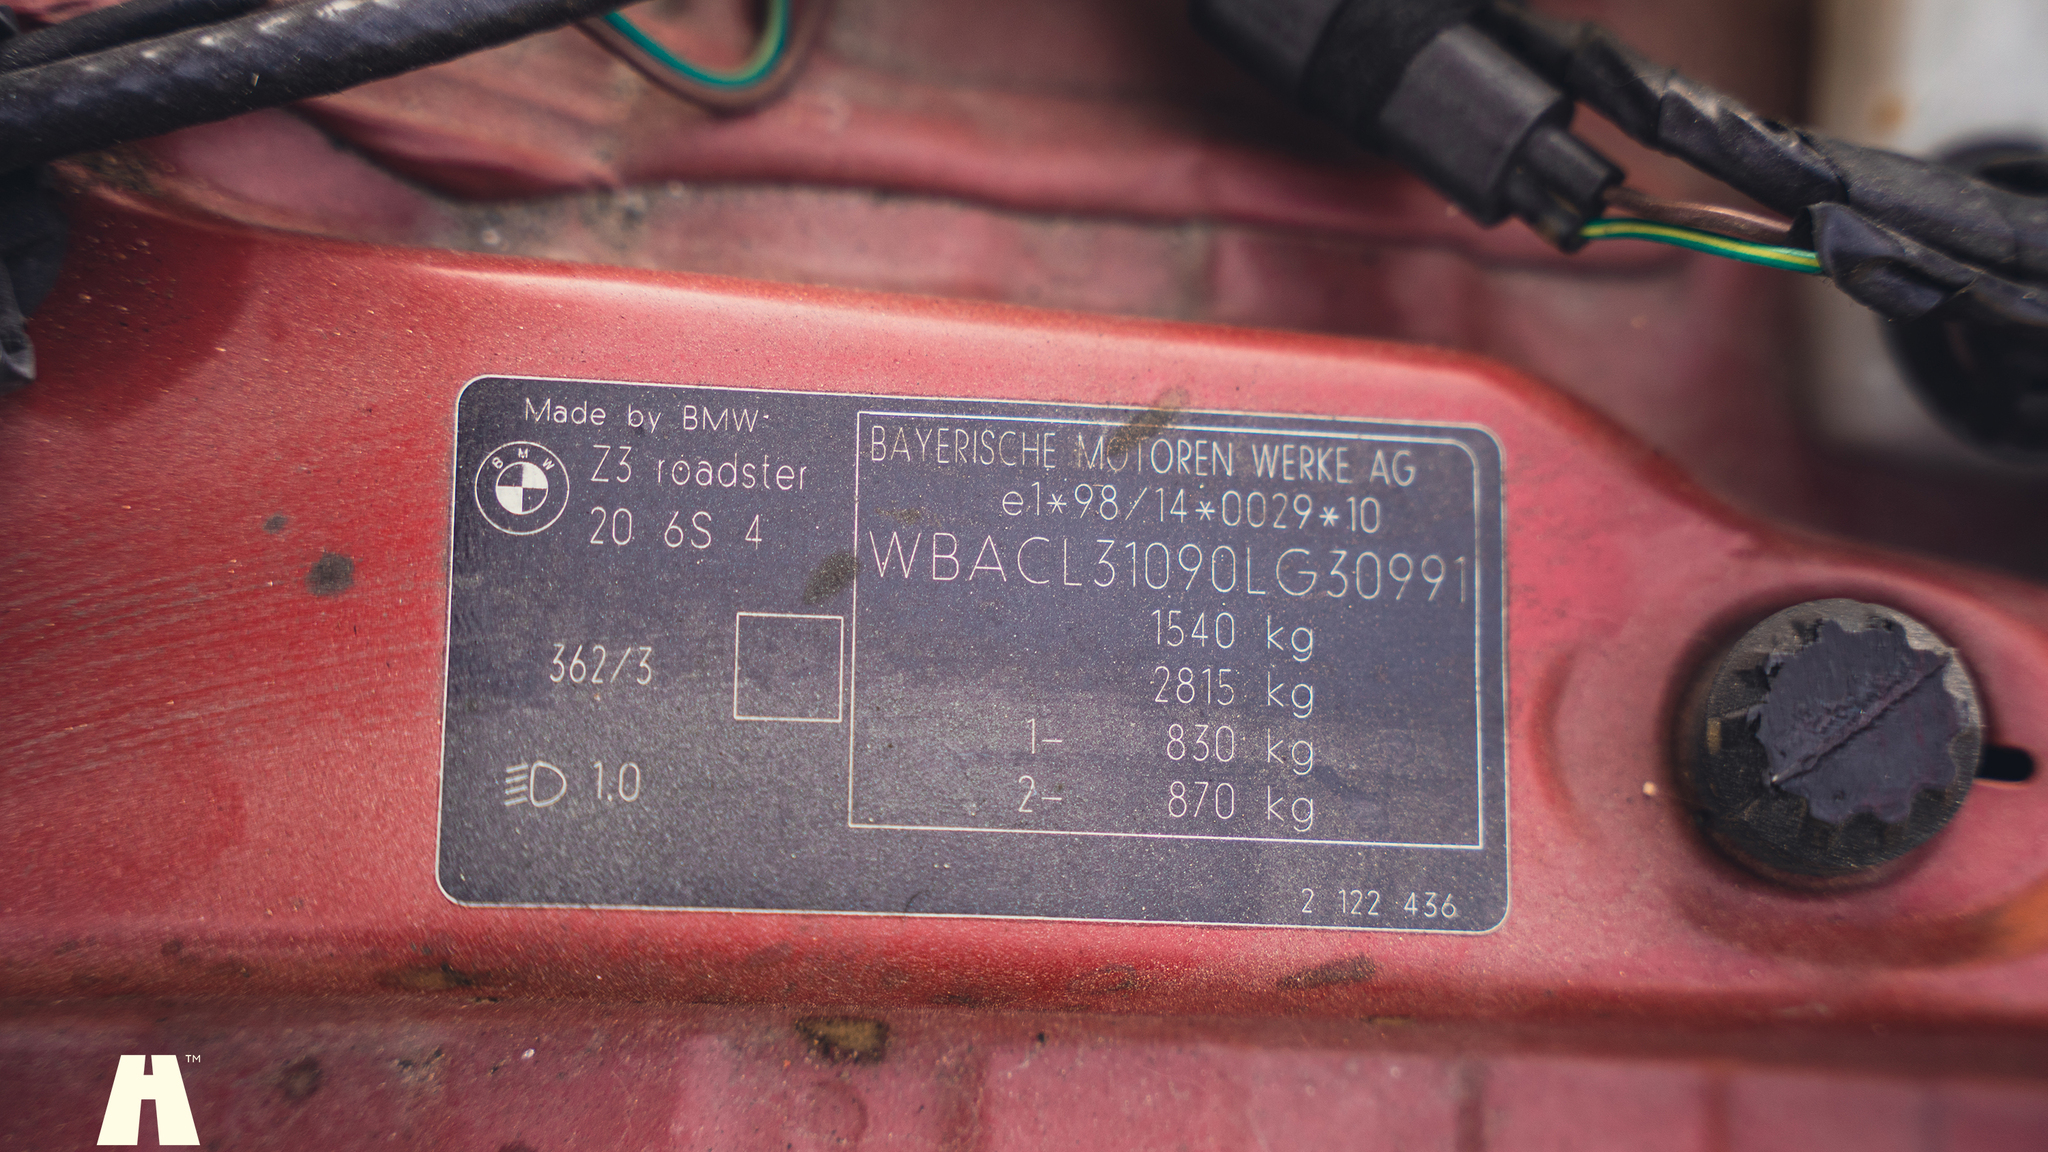 Made by BMW
BMW
Z3 roadster
20 6S 4
362/3
1.0
BAYERISCHE MOTOREN WERKE AG
e1*98/14*0029*10
WBACL31090LG30991
1540 kg
2815 kg
1- 830 kg
2- 870 kg
2 122 436
H™